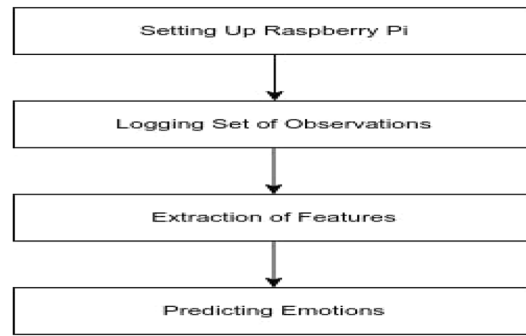 Setting Up Raspberry Pi
Logging Set of Observations
Extraction of Features
Predicting Emotions